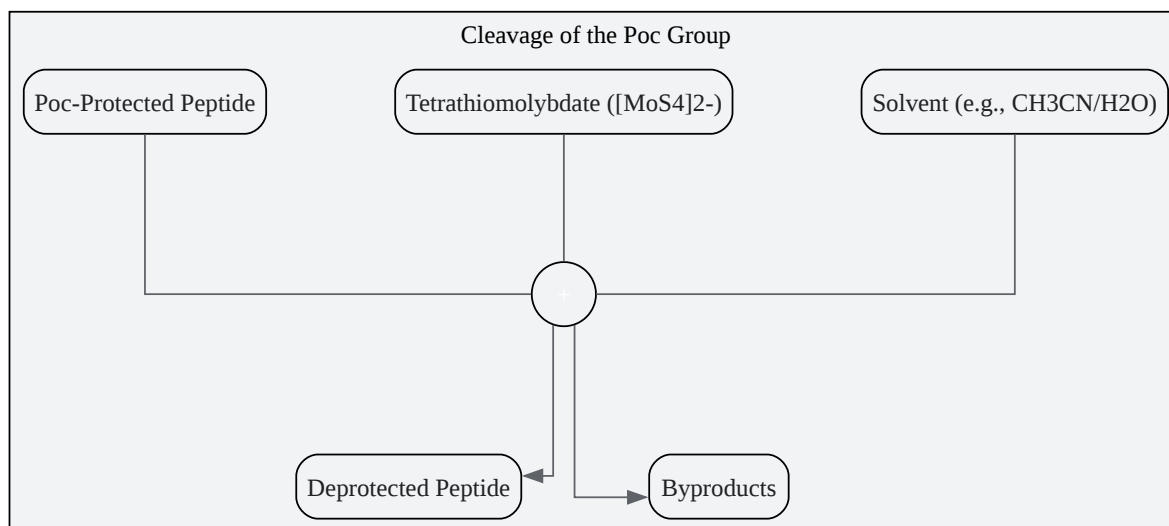 Cleavage of the Poc Group
Poc-Protected Peptide
Tetrathiomolybdate ([MoS4]2-)
Solvent (e.g., CH3CN/H2O)
+
Deprotected Peptide
Byproducts